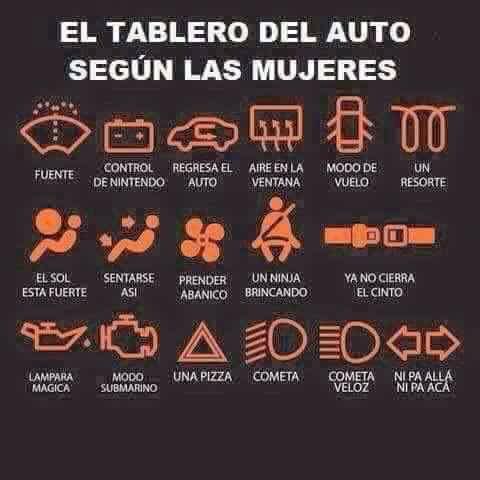 EL TABLERO DEL AUTO
SEGÚN LAS MUJERES
FUENTE
CONTROL
DE NINTENDO
REGRESA EL
AUTO
AIRE EN LA
VENTANA
MODO DE
VUELO
UN
RESORTE
EL SOL
ESTA FUERTE
SENTARSE
ASI
PRENDER
ABANICO
UN NINJA
BRINCANDO
YA NO CIERRA
EL CINTO
LAMPARA
MAGICA
MODO
SUBMARINO
UNA PIZZA
COMETA
COMETA
VELOZ
NI PA ALLÁ
NI PA ACÁ